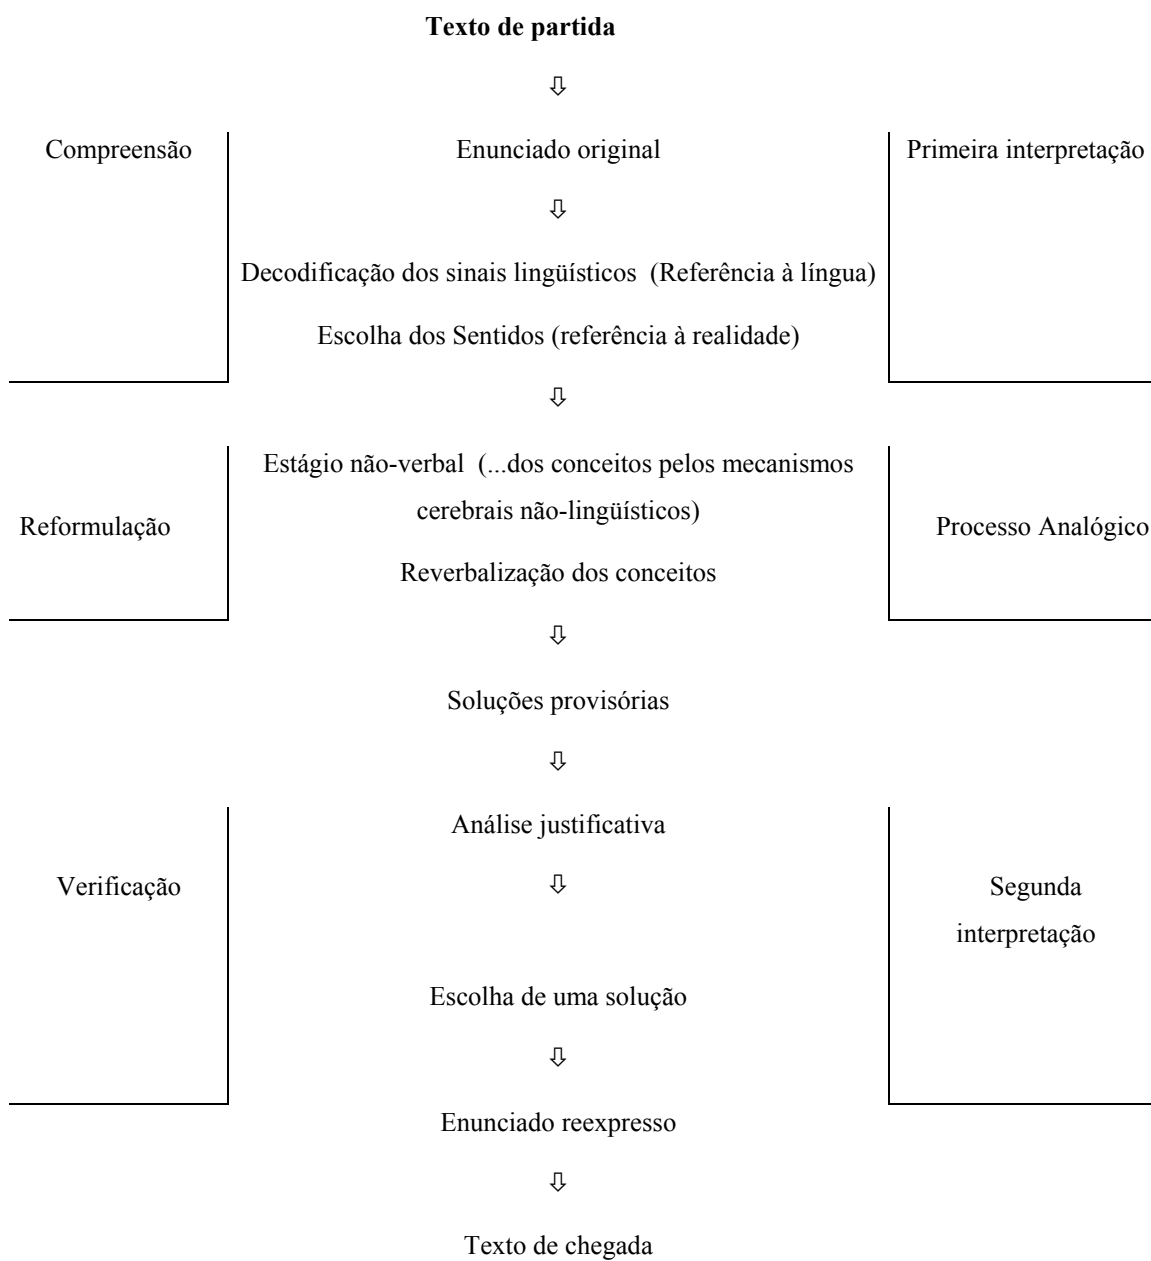 Texto de partida
⇩
Compreensão
Enunciado original
Primeira interpretação
⇩
Decodificação dos sinais lingüísticos (Referência à língua)
Escolha dos Sentidos (referência à realidade)
⇩
Estágio não-verbal (...dos conceitos pelos mecanismos
cerebrais não-lingüísticos)
Reformulação
Processo Analógico
Reverbalização dos conceitos
⇩
Soluções provisórias
⇩
Análise justificativa
Verificação
⇩
Segunda
interpretação
Escolha de uma solução
⇩
Enunciado reexpresso
⇩
Texto de chegada